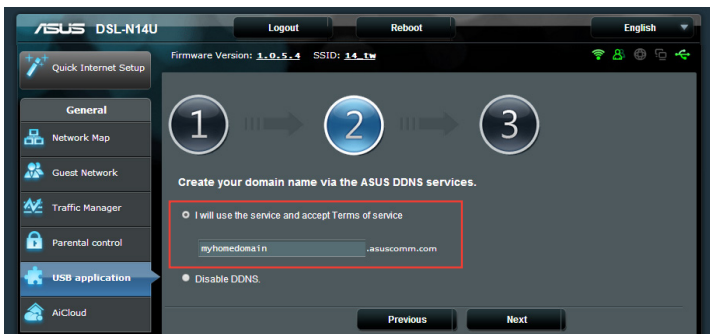 ASUS DSL-N14U Logout Reboot English
Quick Internet Setup
Firmware Version: 1.0.5.4 SSID: 14_tw
General
Network Map
Guest Network
Traffic Manager
Parental control
USB application
AiCloud
1 2 3
Create your domain name via the ASUS DDNS services.
I will use the service and accept Terms of service
myhomedomain .asuscomm.com
Disable DDNS.
Previous Next